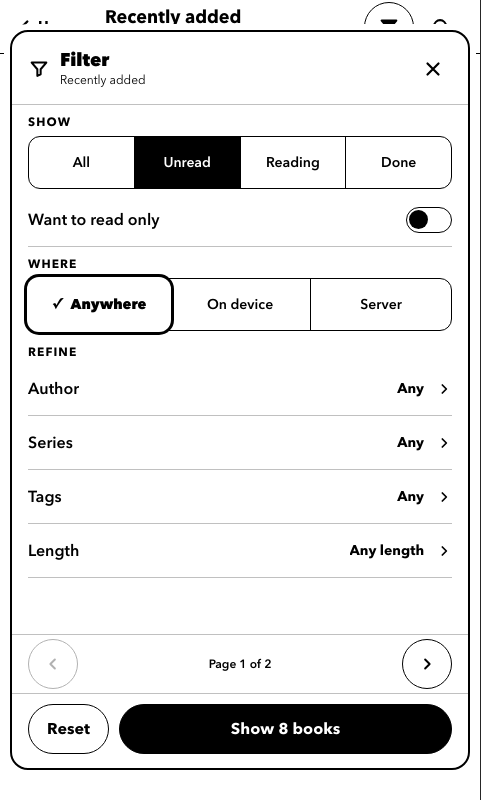 Recently added
Filter
Recently added
SHOW
All Unread Reading Done
Want to read only
WHERE
✓ Anywhere On device Server
REFINE
Author Any
Series Any
Tags Any
Length Any length
Page 1 of 2
Reset Show 8 books